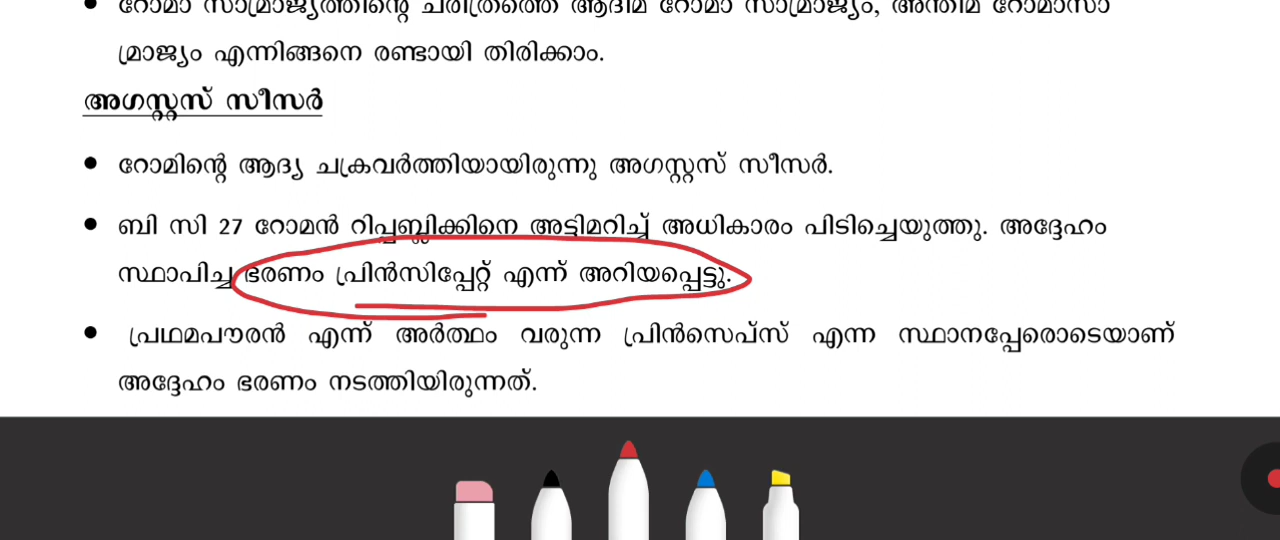 റോമാ സാമ്രാജ്യത്തിന്റെ ചരിത്രത്തെ ആദിമ റോമാ സാമ്രാജ്യം, അന്തിമ റോമാസാ
മ്രാജ്യം എന്നിങ്ങനെ രണ്ടായി തിരിക്കാം.
അഗസ്റ്റസ് സീസർ
റോമിന്റെ ആദ്യ ചക്രവർത്തിയായിരുന്നു അഗസ്റ്റസ് സീസർ.
ബി സി 27 റോമൻ റിപ്പബ്ലിക്കിനെ അട്ടിമറിച്ച് അധികാരം പിടിച്ചെയുത്തു. അദ്ദേഹം
സ്ഥാപിച്ച ഭരണം പ്രിൻസിപ്പേറ്റ് എന്ന് അറിയപ്പെട്ടു.
പ്രഥമപൗരൻ എന്ന് അർത്ഥം വരുന്ന പ്രിൻസെപ്സ് എന്ന സ്ഥാനപ്പേരൊടെയാണ്
അദ്ദേഹം ഭരണം നടത്തിയിരുന്നത്.